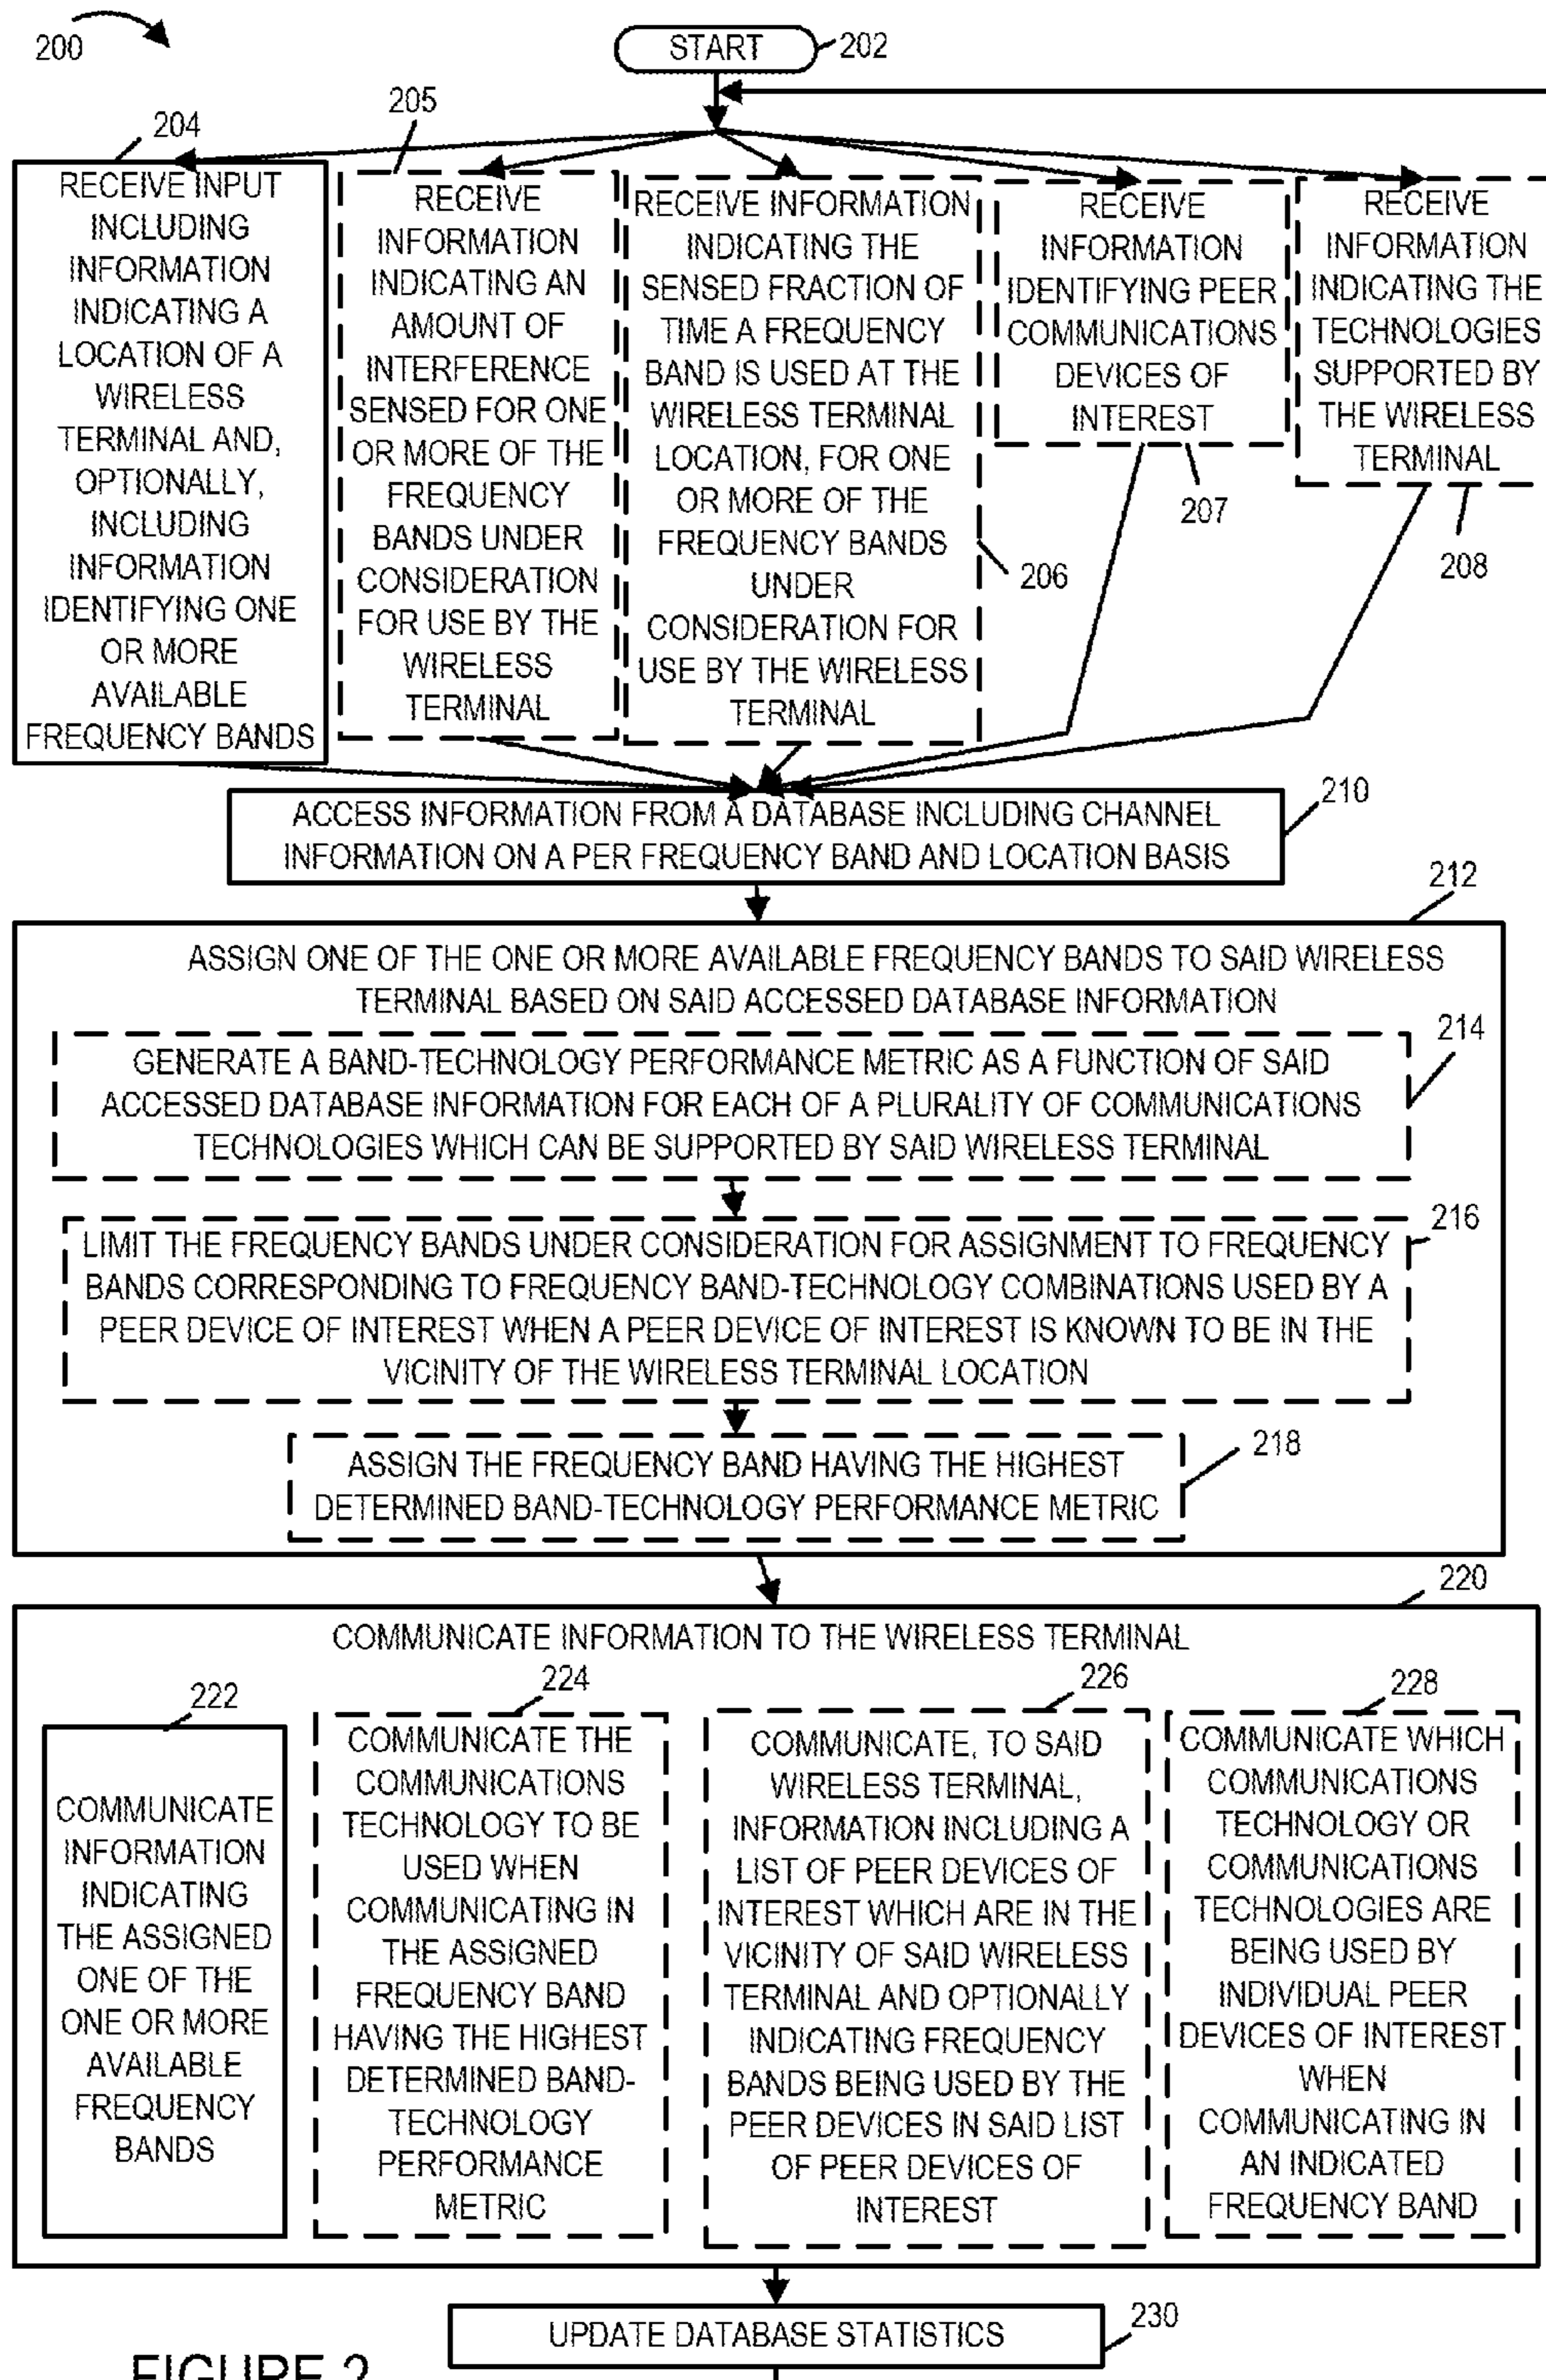 200
START
202
204
RECEIVE INPUT
INCLUDING
INFORMATION
INDICATING A
LOCATION OF A
WIRELESS
TERMINAL AND,
OPTIONALLY,
INCLUDING
INFORMATION
IDENTIFYING ONE
OR MORE
AVAILABLE
FREQUENCY BANDS
205
RECEIVE
INFORMATION
INDICATING AN
AMOUNT OF
INTERFERENCE
SENSED FOR ONE
OR MORE OF THE
FREQUENCY
BANDS UNDER
CONSIDERATION
FOR USE BY THE
WIRELESS
TERMINAL
RECEIVE INFORMATION
INDICATING THE
SENSED FRACTION OF
TIME A FREQUENCY
BAND IS USED AT THE
WIRELESS TERMINAL
LOCATION, FOR ONE
OR MORE OF THE
FREQUENCY BANDS
UNDER
CONSIDERATION FOR
USE BY THE WIRELESS
TERMINAL
206
RECEIVE
INFORMATION
IDENTIFYING PEER
COMMUNICATIONS
DEVICES OF
INTEREST
207
RECEIVE
INFORMATION
INDICATING THE
TECHNOLOGIES
SUPPORTED BY
THE WIRELESS
TERMINAL
208
ACCESS INFORMATION FROM A DATABASE INCLUDING CHANNEL
INFORMATION ON A PER FREQUENCY BAND AND LOCATION BASIS
210
212
ASSIGN ONE OF THE ONE OR MORE AVAILABLE FREQUENCY BANDS TO SAID WIRELESS
TERMINAL BASED ON SAID ACCESSED DATABASE INFORMATION
GENERATE A BAND-TECHNOLOGY PERFORMANCE METRIC AS A FUNCTION OF SAID
ACCESSED DATABASE INFORMATION FOR EACH OF A PLURALITY OF COMMUNICATIONS
TECHNOLOGIES WHICH CAN BE SUPPORTED BY SAID WIRELESS TERMINAL
214
LIMIT THE FREQUENCY BANDS UNDER CONSIDERATION FOR ASSIGNMENT TO FREQUENCY
BANDS CORRESPONDING TO FREQUENCY BAND-TECHNOLOGY COMBINATIONS USED BY A
PEER DEVICE OF INTEREST WHEN A PEER DEVICE OF INTEREST IS KNOWN TO BE IN THE
VICINITY OF THE WIRELESS TERMINAL LOCATION
216
ASSIGN THE FREQUENCY BAND HAVING THE HIGHEST
DETERMINED BAND-TECHNOLOGY PERFORMANCE METRIC
218
220
COMMUNICATE INFORMATION TO THE WIRELESS TERMINAL
222
COMMUNICATE
INFORMATION
INDICATING
THE ASSIGNED
ONE OF THE
ONE OR MORE
AVAILABLE
FREQUENCY
BANDS
224
COMMUNICATE THE
COMMUNICATIONS
TECHNOLOGY TO BE
USED WHEN
COMMUNICATING IN
THE ASSIGNED
FREQUENCY BAND
HAVING THE HIGHEST
DETERMINED BAND-
TECHNOLOGY
PERFORMANCE
METRIC
226
COMMUNICATE, TO SAID
WIRELESS TERMINAL,
INFORMATION INCLUDING A
LIST OF PEER DEVICES OF
INTEREST WHICH ARE IN THE
VICINITY OF SAID WIRELESS
TERMINAL AND OPTIONALLY
INDICATING FREQUENCY
BANDS BEING USED BY THE
PEER DEVICES IN SAID LIST
OF PEER DEVICES OF
INTEREST
228
COMMUNICATE WHICH
COMMUNICATIONS
TECHNOLOGY OR
COMMUNICATIONS
TECHNOLOGIES ARE
BEING USED BY
INDIVIDUAL PEER
DEVICES OF INTEREST
WHEN
COMMUNICATING IN
AN INDICATED
FREQUENCY BAND
UPDATE DATABASE STATISTICS
230
FIGURE 2